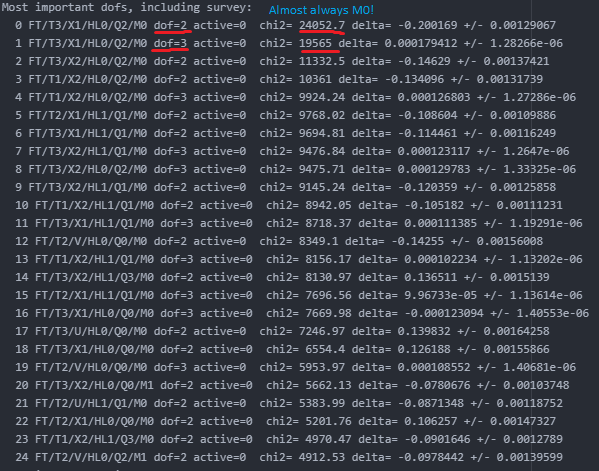 Most important dofs, including survey: Almost always M0!
0 FT/T3/X1/HL0/Q2/M0 dof=2 active=0 chi2= 24052.7 delta= -0.200169 +/- 0.00129067
1 FT/T3/X1/HL0/Q2/M0 dof=3 active=0 chi2= 19565 delta= 0.000179412 +/- 1.28266e-06
2 FT/T3/X2/HL0/Q2/M0 dof=2 active=0 chi2= 11332.5 delta= -0.14629 +/- 0.00137421
3 FT/T1/X2/HL0/Q2/M0 dof=2 active=0 chi2= 10361 delta= -0.134096 +/- 0.00131739
4 FT/T1/X2/HL0/Q2/M0 dof=3 active=0 chi2= 9924.24 delta= 0.000126803 +/- 1.27286e-06
5 FT/T2/X1/HL1/Q1/M0 dof=2 active=0 chi2= 9768.02 delta= -0.108604 +/- 0.00109886
6 FT/T3/X1/HL1/Q1/M0 dof=2 active=0 chi2= 9694.81 delta= -0.114461 +/- 0.00116249
7 FT/T3/X2/HL1/Q1/M0 dof=3 active=0 chi2= 9476.84 delta= 0.000123117 +/- 1.2647e-06
8 FT/T3/X2/HL0/Q2/M0 dof=3 active=0 chi2= 9475.71 delta= 0.000129783 +/- 1.33325e-06
9 FT/T3/X2/HL1/Q1/M0 dof=2 active=0 chi2= 9145.24 delta= -0.120359 +/- 0.00125858
10 FT/T1/X2/HL1/Q1/M0 dof=2 active=0 chi2= 8942.05 delta= -0.105182 +/- 0.00111231
11 FT/T3/X1/HL1/Q1/M0 dof=3 active=0 chi2= 8718.37 delta= 0.000111385 +/- 1.19291e-06
12 FT/T2/V/HL0/Q0/M0 dof=2 active=0 chi2= 8349.1 delta= -0.14255 +/- 0.00156008
13 FT/T1/X2/HL1/Q1/M0 dof=3 active=0 chi2= 8156.17 delta= 0.000102234 +/- 1.13202e-06
14 FT/T3/X2/HL1/Q3/M0 dof=2 active=0 chi2= 8130.97 delta= 0.136511 +/- 0.0015139
15 FT/T2/X1/HL1/Q1/M0 dof=3 active=0 chi2= 7696.56 delta= 9.96733e-05 +/- 1.13614e-06
16 FT/T3/X1/HL0/Q0/M0 dof=3 active=0 chi2= 7669.98 delta= -0.000123094 +/- 1.40553e-06
17 FT/T3/U/HL0/Q0/M0 dof=2 active=0 chi2= 7246.97 delta= 0.139832 +/- 0.00164258
18 FT/T3/X1/HL0/Q0/M0 dof=2 active=0 chi2= 6554.4 delta= 0.126188 +/- 0.00155866
19 FT/T2/V/HL0/Q0/M0 dof=3 active=0 chi2= 5953.97 delta= 0.000108552 +/- 1.40681e-06
20 FT/T3/X2/HL0/Q0/M1 dof=2 active=0 chi2= 5662.13 delta= -0.0780676 +/- 0.00103748
21 FT/T2/U/HL1/Q1/M0 dof=2 active=0 chi2= 5383.99 delta= -0.0871348 +/- 0.00118752
22 FT/T2/X1/HL0/Q0/M0 dof=2 active=0 chi2= 5201.76 delta= 0.106257 +/- 0.00147327
23 FT/T1/X2/HL1/Q3/M0 dof=2 active=0 chi2= 4970.47 delta= -0.0901646 +/- 0.0012789
24 FT/T2/V/HL0/Q2/M1 dof=2 active=0 chi2= 4912.53 delta= -0.0978442 +/- 0.00139599